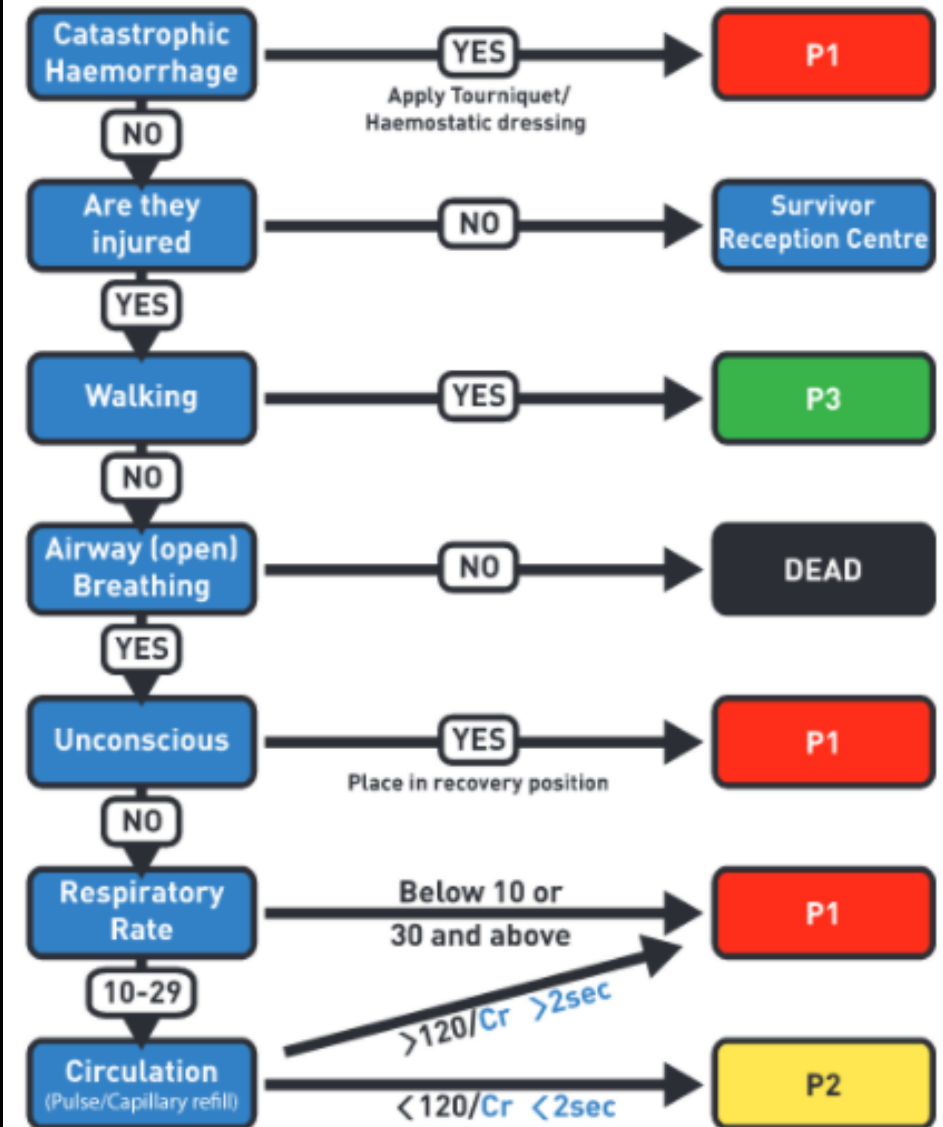 Catastrophic
Haemorrhage
YES
Apply Tourniquet/
Haemostatic dressing
P1
NO
Are they
injured
NO
Survivor
Reception Centre
YES
Walking
YES
P3
NO
Airway (open)
Breathing
NO
DEAD
YES
Unconscious
YES
Place in recovery position
P1
NO
Respiratory
Rate
Below 10 or
30 and above
P1
10-29
>120/Cr >2sec
Circulation
(Pulse/Capillary refill)
<120/Cr <2sec
P2